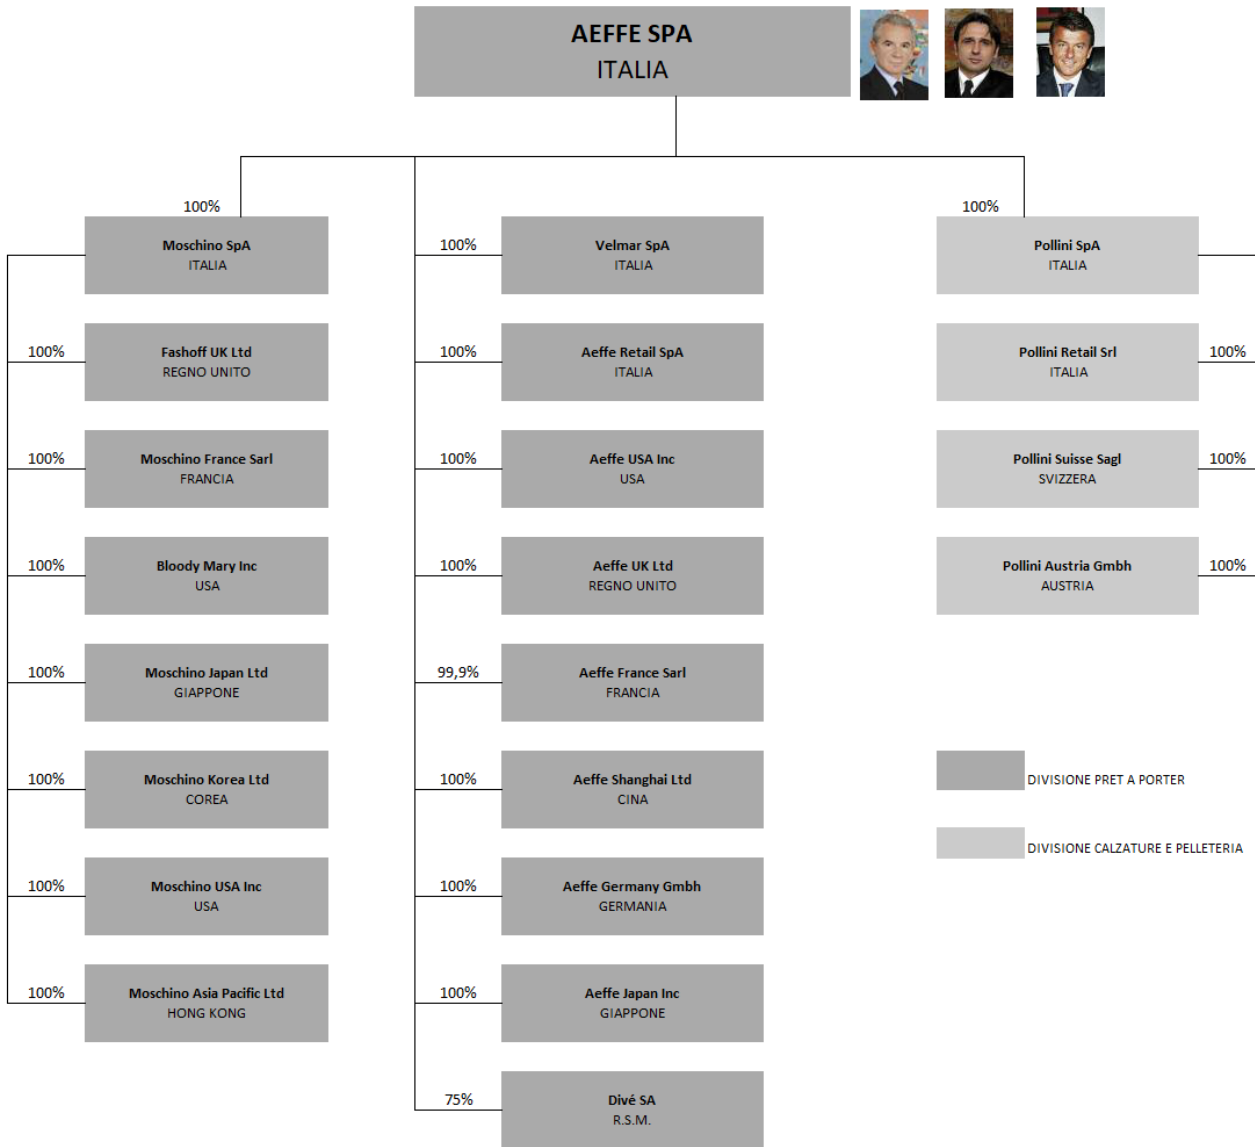 AEFFE SPA
ITALIA
100%
Moschino SpA
ITALIA
100%
Fashoff UK Ltd
REGNO UNITO
100%
Moschino France Sarl
FRANCIA
100%
Bloody Mary Inc
USA
100%
Moschino Japan Ltd
GIAPPONE
100%
Moschino Korea Ltd
COREA
100%
Moschino USA Inc
USA
100%
Moschino Asia Pacific Ltd
HONG KONG
100%
Velmar SpA
ITALIA
100%
Aeffe Retail SpA
ITALIA
100%
Aeffe USA Inc
USA
100%
Aeffe UK Ltd
REGNO UNITO
99,9%
Aeffe France Sarl
FRANCIA
100%
Aeffe Shanghai Ltd
CINA
100%
Aeffe Germany Gmbh
GERMANIA
100%
Aeffe Japan Inc
GIAPPONE
75%
Divé SA
R.S.M.
100%
Pollini SpA
ITALIA
Pollini Retail Srl
ITALIA
100%
Pollini Suisse Sagl
SVIZZERA
100%
Pollini Austria Gmbh
AUSTRIA
100%
DIVISIONE PRET A PORTER
DIVISIONE CALZATURE E PELLETERIA